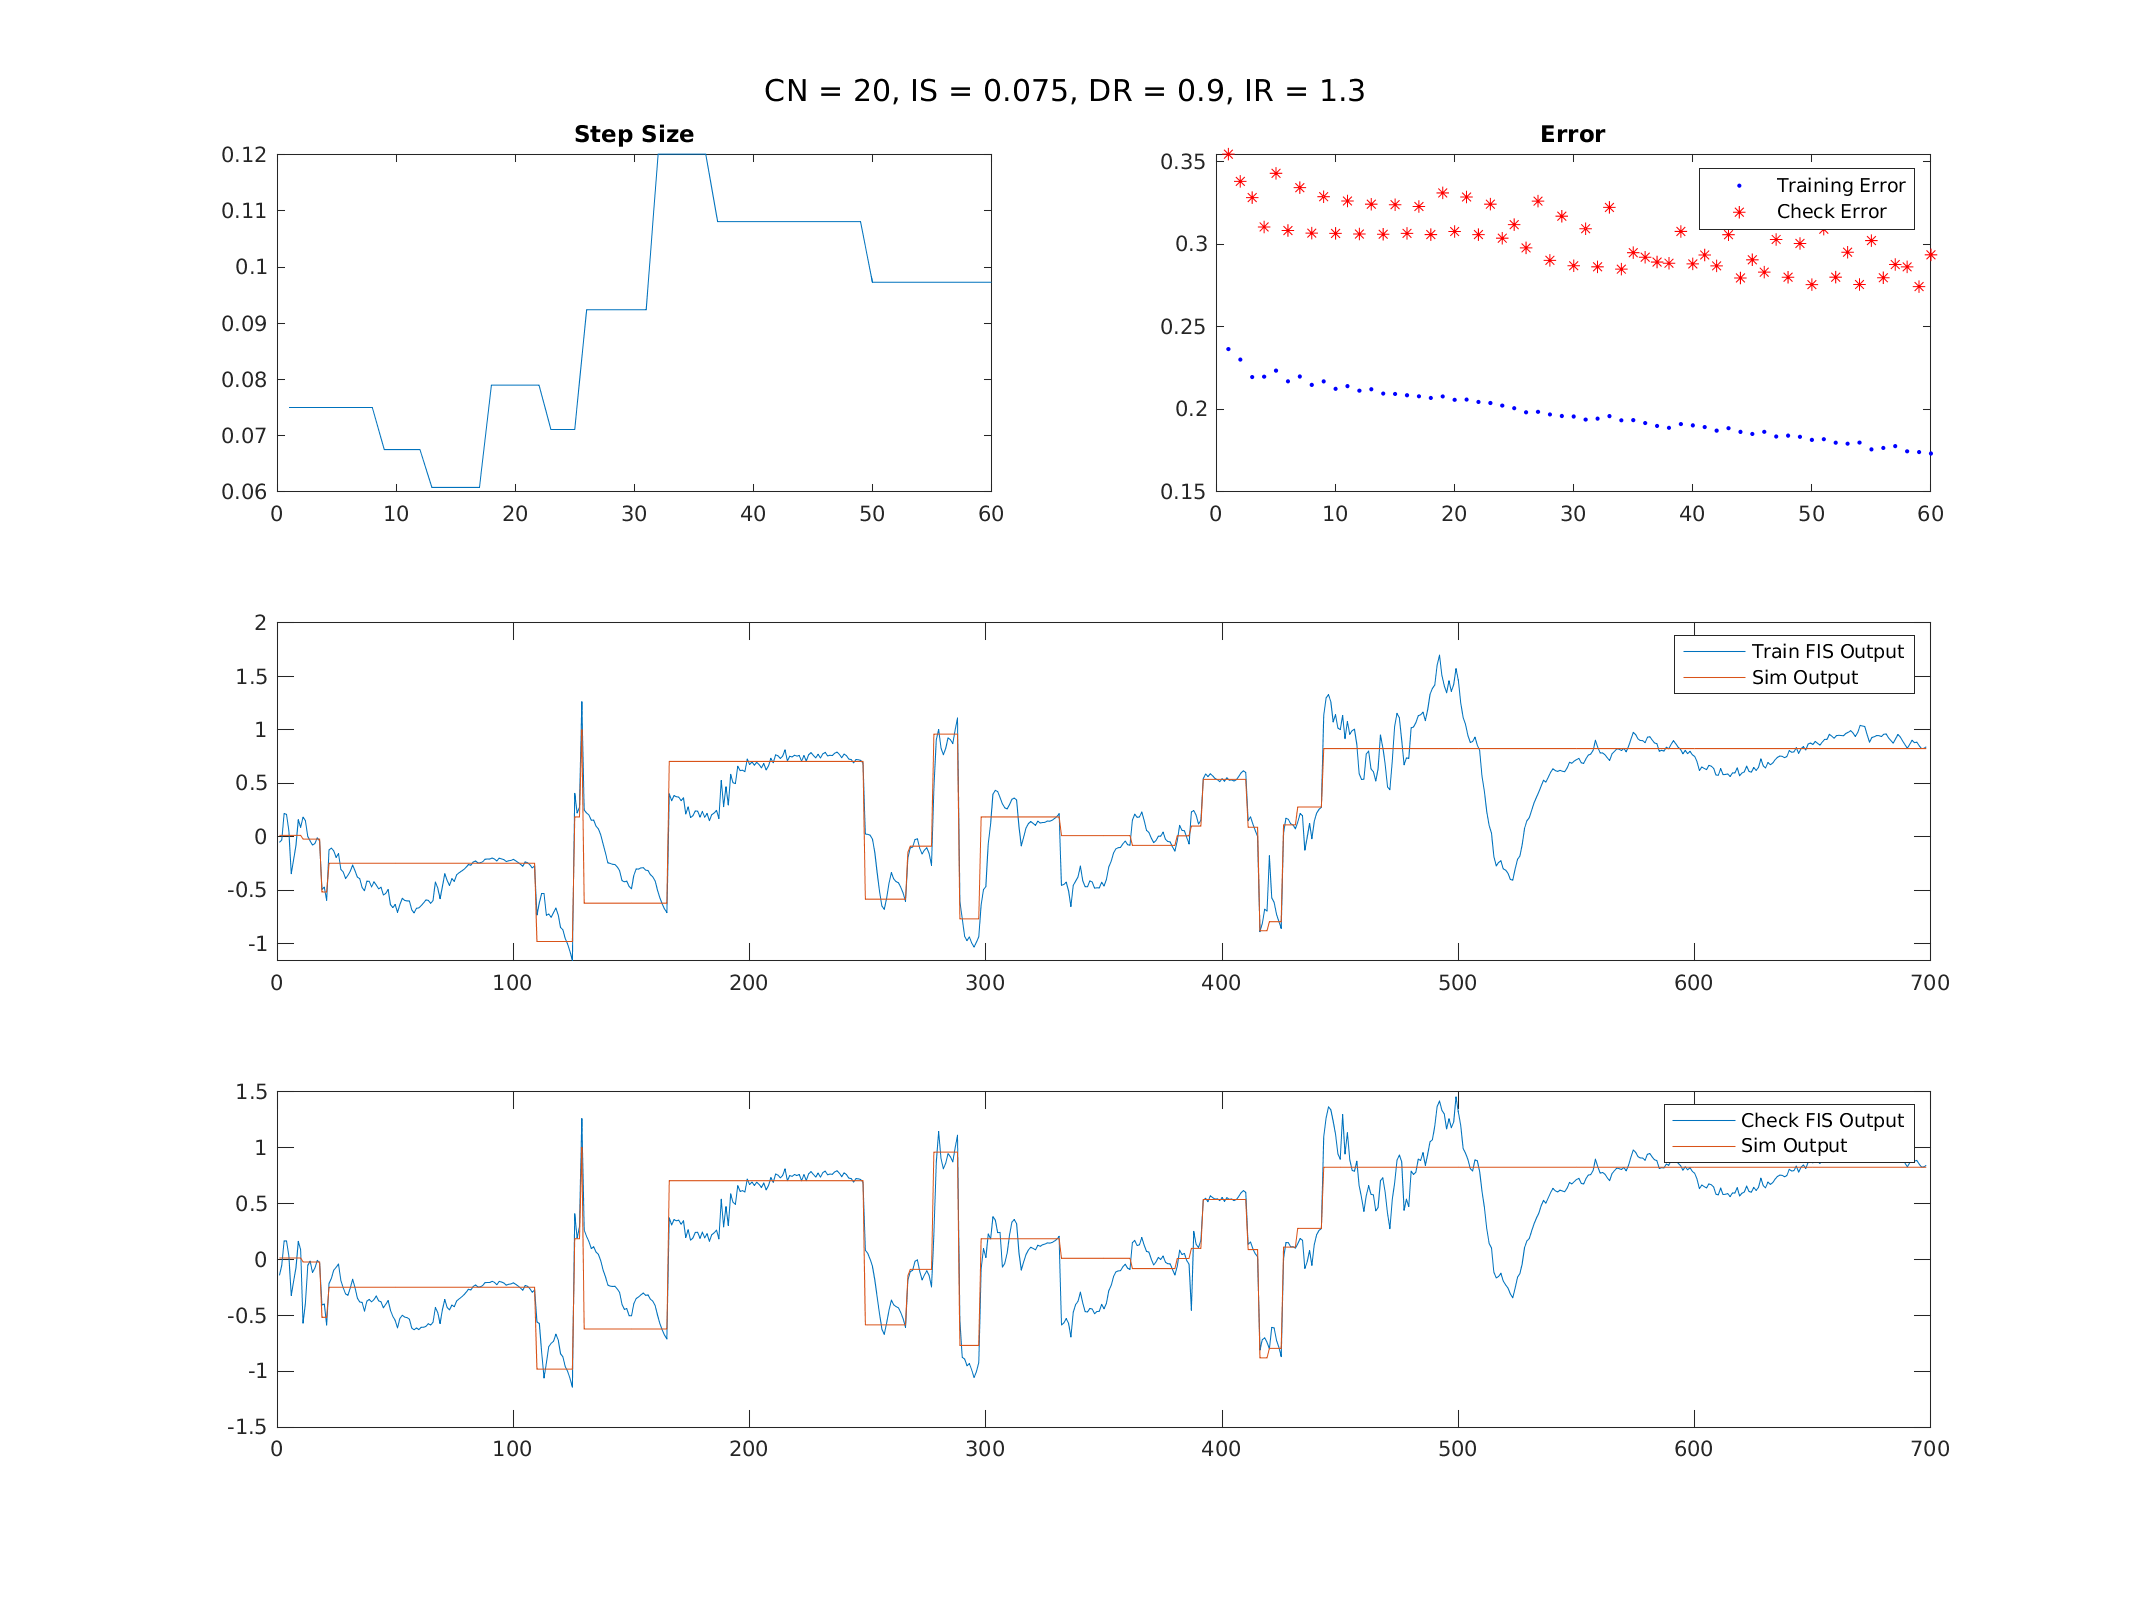 CN = 20, IS = 0.075, DR = 0.9, IR = 1.3
Step Size
0.12
0.11
0.1
0.09
0.08
0.07
0.06
0 10 20 30 40 50 60
Error
0.35
0.3
0.25
0.2
0.15
0 10 20 30 40 50 60
Training Error
Check Error
2
1.5
1
0.5
0
-0.5
-1
0 100 200 300 400 500 600 700
Train FIS Output
Sim Output
1.5
1
0.5
0
-0.5
-1
-1.5
0 100 200 300 400 500 600 700
Check FIS Output
Sim Output